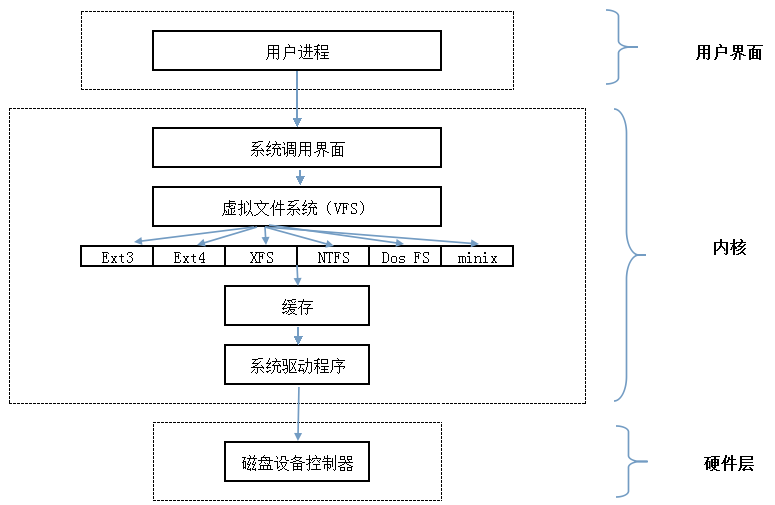 用户进程
用户界面
系统调用界面
虚拟文件系统（VFS）
Ext3 Ext4 XFS NTFS Dos FS minix
内核
缓存
系统驱动程序
磁盘设备控制器
硬件层